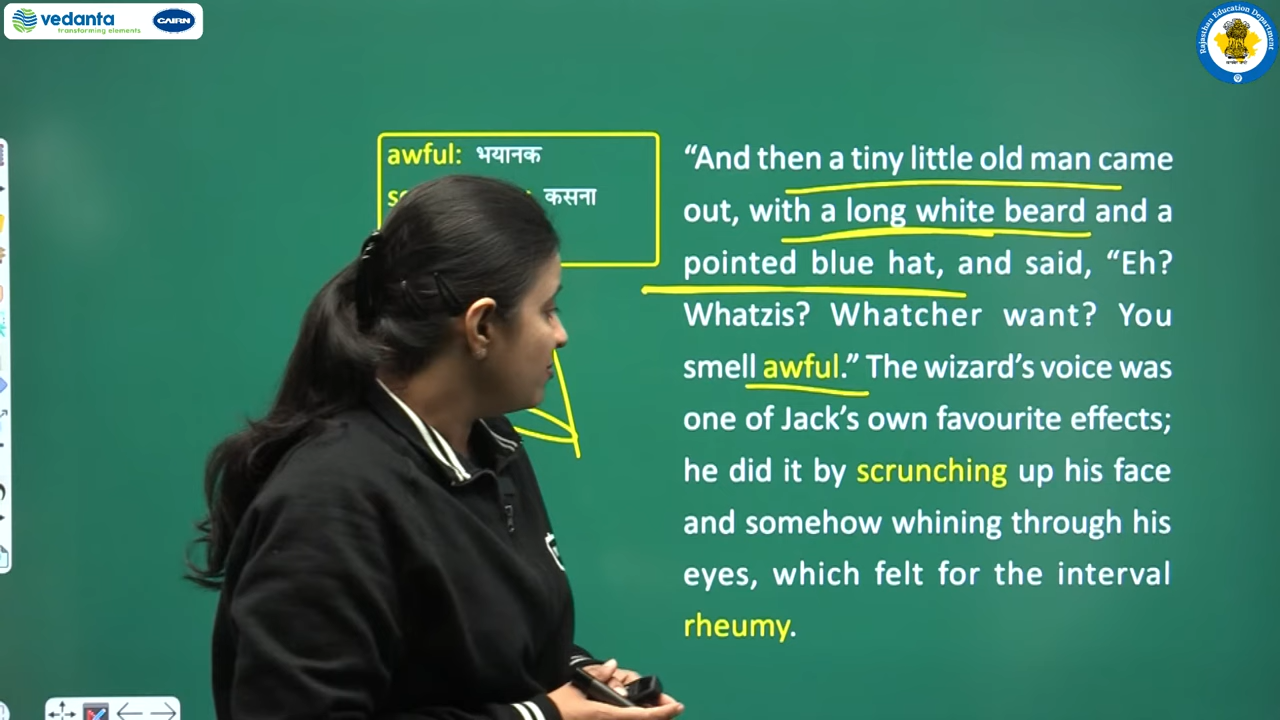 vedanta
transforming elements
CAIRN
Rajasthan Education Department
awful: भयानक
कसना
“And then a tiny little old man came
out, with a long white beard and a
pointed blue hat, and said, “Eh?
Whatzis? Whatcher want? You
smell awful.” The wizard’s voice was
one of Jack’s own favourite effects;
he did it by scrunching up his face
and somehow whining through his
eyes, which felt for the interval
rheumy.